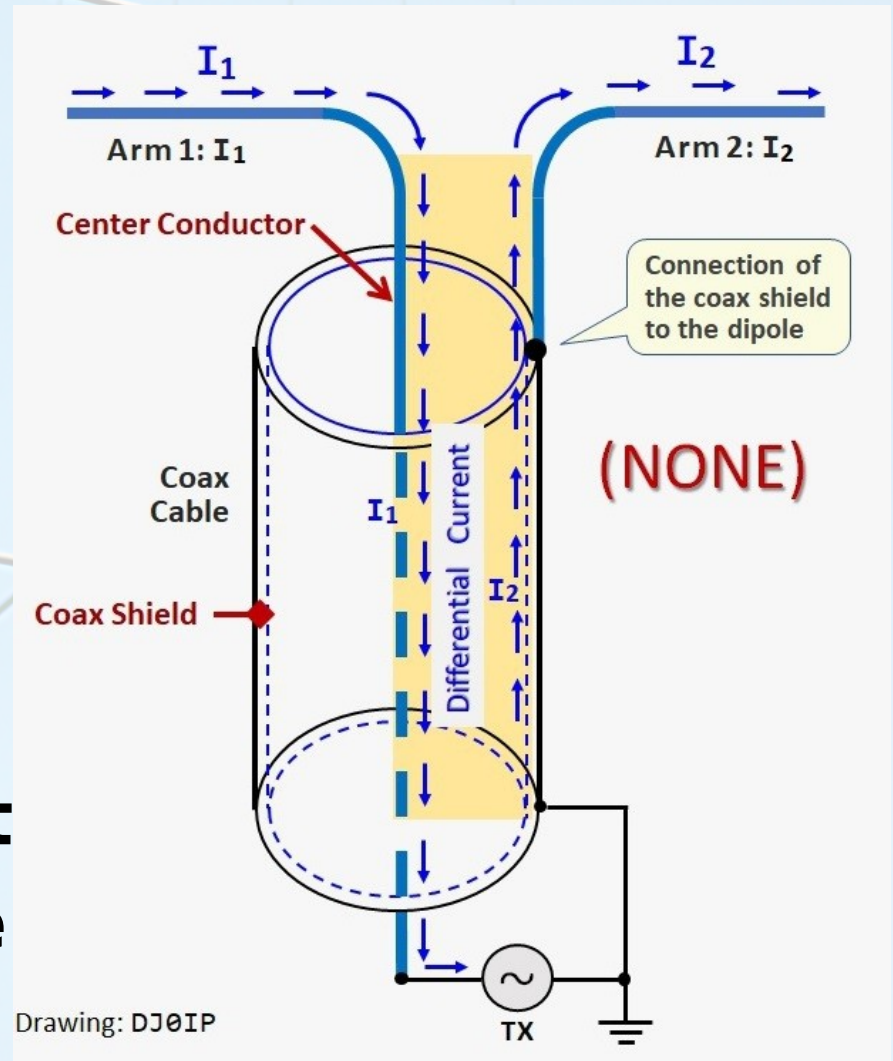 I1
I2
Arm 1: I1
Arm 2: I2
Center Conductor
Connection of
the coax shield
to the dipole
(NONE)
Coax
Cable
I1
Differential Current
I2
Coax Shield
e
TX
Drawing: DJ0IP